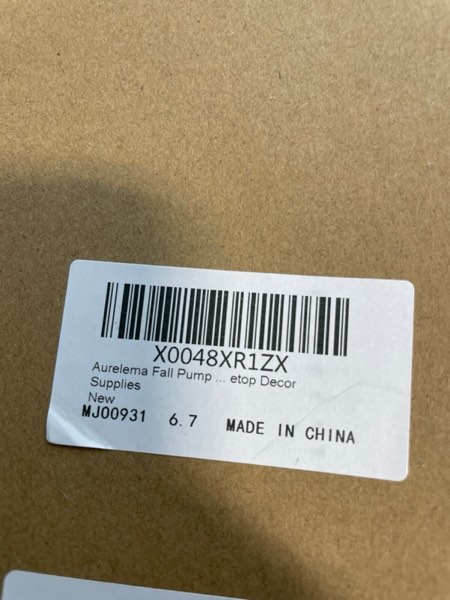 X0048XR1ZX
Aurelema Fall Pump ... etop Decor
Supplies
New
MJ00931 6.7 MADE IN CHINA